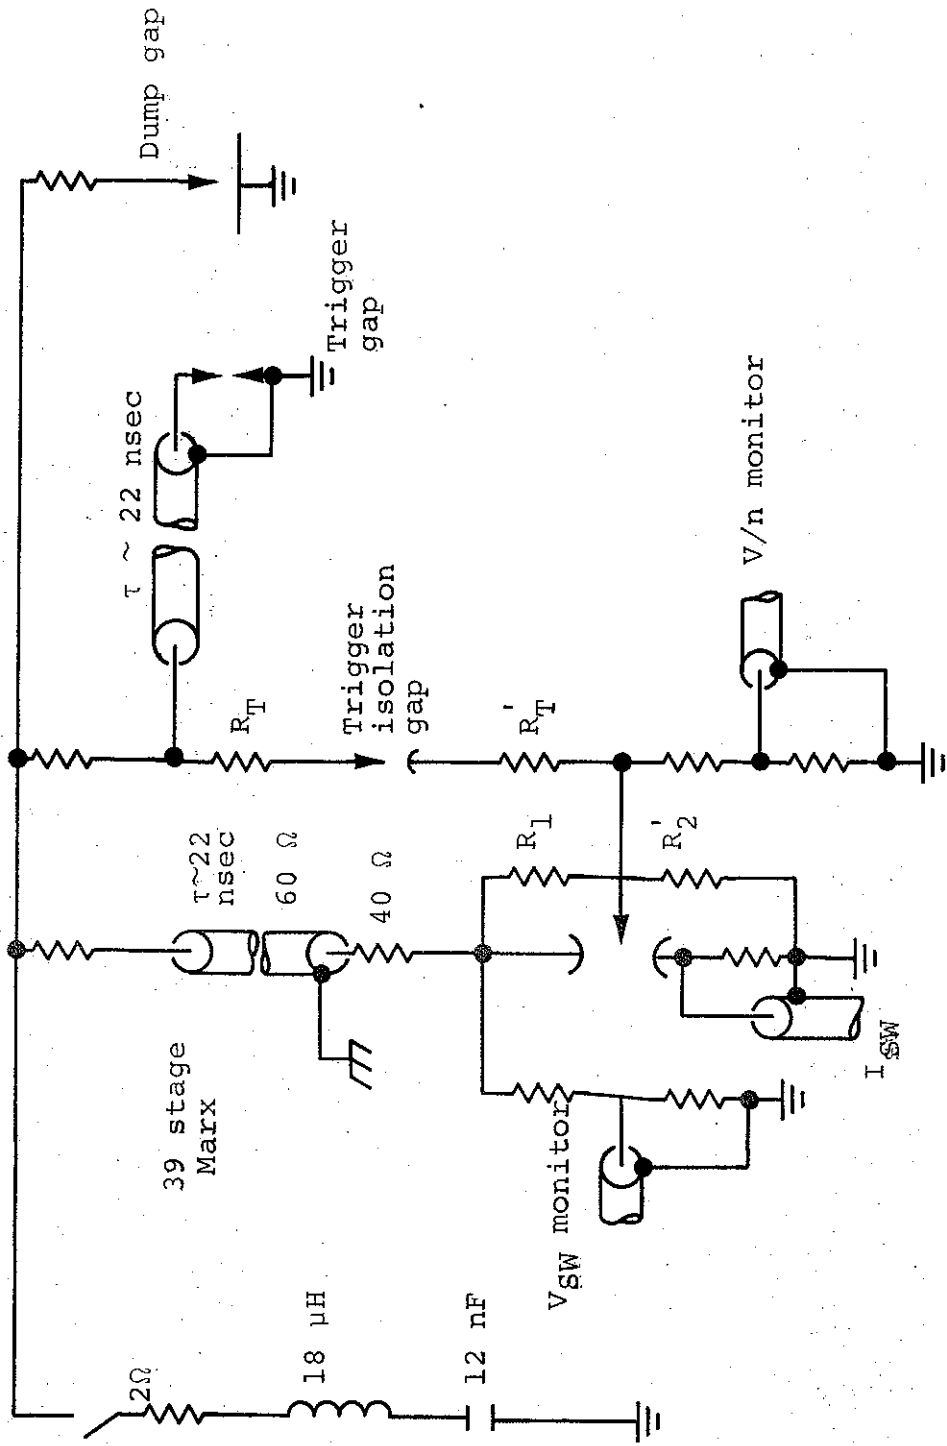 Dump gap
Trigger
gap
τ ~ 22 nsec
V/n monitor
R_T
Trigger
isolation
gap
R'_T
τ~22
nsec
60 Ω
40 Ω
R_1
R'_2
39 stage
Marx
V_SW monitor
I_SW
2Ω
18 μH
12 nF